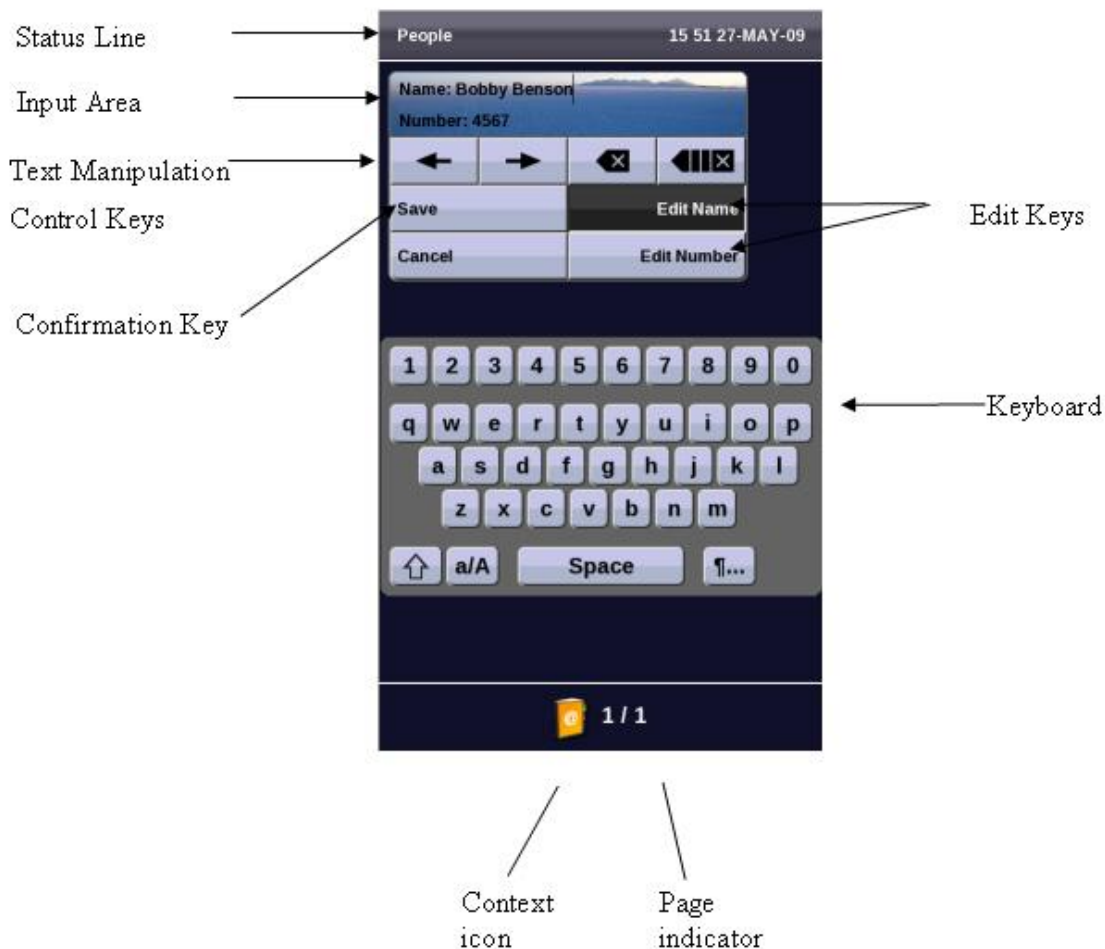 Status Line
People 15 51 27-MAY-09
Input Area
Name: Bobby Benson
Number: 4567
Text Manipulation
Control Keys
Save Edit Name
Edit Keys
Cancel Edit Number
Confirmation Key
1 2 3 4 5 6 7 8 9 0
Keyboard
q w e r t y u i o p
a s d f g h j k l
z x c v b n m
a/A Space ¶...
@ 1 / 1
Context
icon
Page
indicator